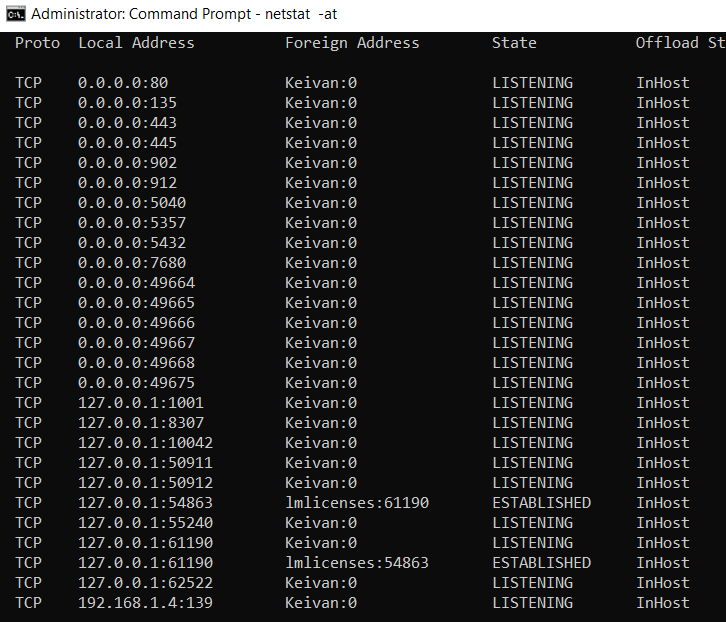 Administrator: Command Prompt - netstat -at
Proto Local Address Foreign Address State Offload St
TCP 0.0.0.0:80 Keivan:0 LISTENING InHost
TCP 0.0.0.0:135 Keivan:0 LISTENING InHost
TCP 0.0.0.0:443 Keivan:0 LISTENING InHost
TCP 0.0.0.0:445 Keivan:0 LISTENING InHost
TCP 0.0.0.0:902 Keivan:0 LISTENING InHost
TCP 0.0.0.0:912 Keivan:0 LISTENING InHost
TCP 0.0.0.0:5040 Keivan:0 LISTENING InHost
TCP 0.0.0.0:5357 Keivan:0 LISTENING InHost
TCP 0.0.0.0:5432 Keivan:0 LISTENING InHost
TCP 0.0.0.0:7680 Keivan:0 LISTENING InHost
TCP 0.0.0.0:49664 Keivan:0 LISTENING InHost
TCP 0.0.0.0:49665 Keivan:0 LISTENING InHost
TCP 0.0.0.0:49666 Keivan:0 LISTENING InHost
TCP 0.0.0.0:49667 Keivan:0 LISTENING InHost
TCP 0.0.0.0:49668 Keivan:0 LISTENING InHost
TCP 0.0.0.0:49675 Keivan:0 LISTENING InHost
TCP 127.0.0.1:1001 Keivan:0 LISTENING InHost
TCP 127.0.0.1:8307 Keivan:0 LISTENING InHost
TCP 127.0.0.1:10042 Keivan:0 LISTENING InHost
TCP 127.0.0.1:50911 Keivan:0 LISTENING InHost
TCP 127.0.0.1:50912 Keivan:0 LISTENING InHost
TCP 127.0.0.1:54863 lmlicenses:61190 ESTABLISHED InHost
TCP 127.0.0.1:55240 Keivan:0 LISTENING InHost
TCP 127.0.0.1:61190 Keivan:0 LISTENING InHost
TCP 127.0.0.1:61190 lmlicenses:54863 ESTABLISHED InHost
TCP 127.0.0.1:62522 Keivan:0 LISTENING InHost
TCP 192.168.1.4:139 Keivan:0 LISTENING InHost